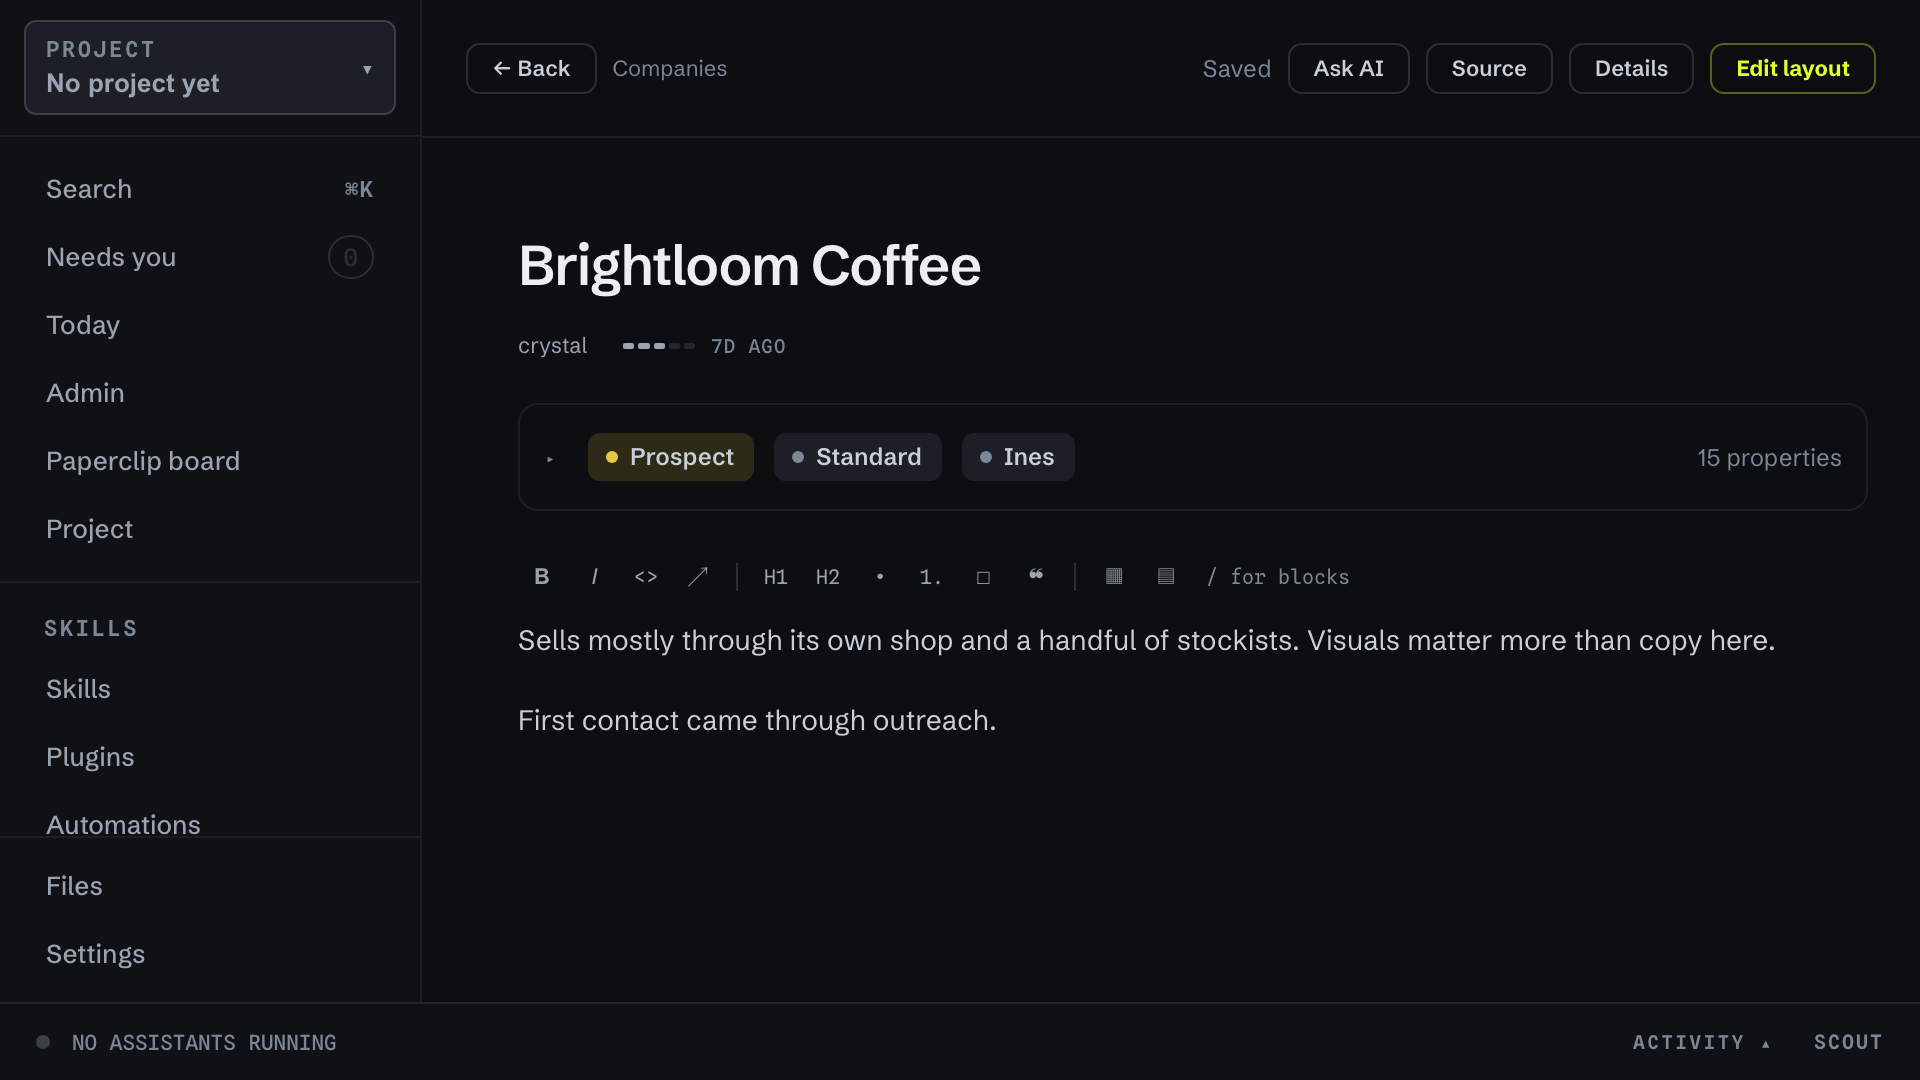 PROJECT
No project yet ▾
Search ⌘K
Needs you 0
Today
Admin
Paperclip board
Project
SKILLS
Skills
Plugins
Automations
Files
Settings
← Back Companies Saved Ask AI Source Details Edit layout
Brightloom Coffee
crystal 7D AGO
▸ Prospect Standard Ines 15 properties
B I <> ↗ H1 H2 • 1. □ ❝ ▦ ▤ / for blocks
Sells mostly through its own shop and a handful of stockists. Visuals matter more than copy here.
First contact came through outreach.
NO ASSISTANTS RUNNING ACTIVITY ▴ SCOUT